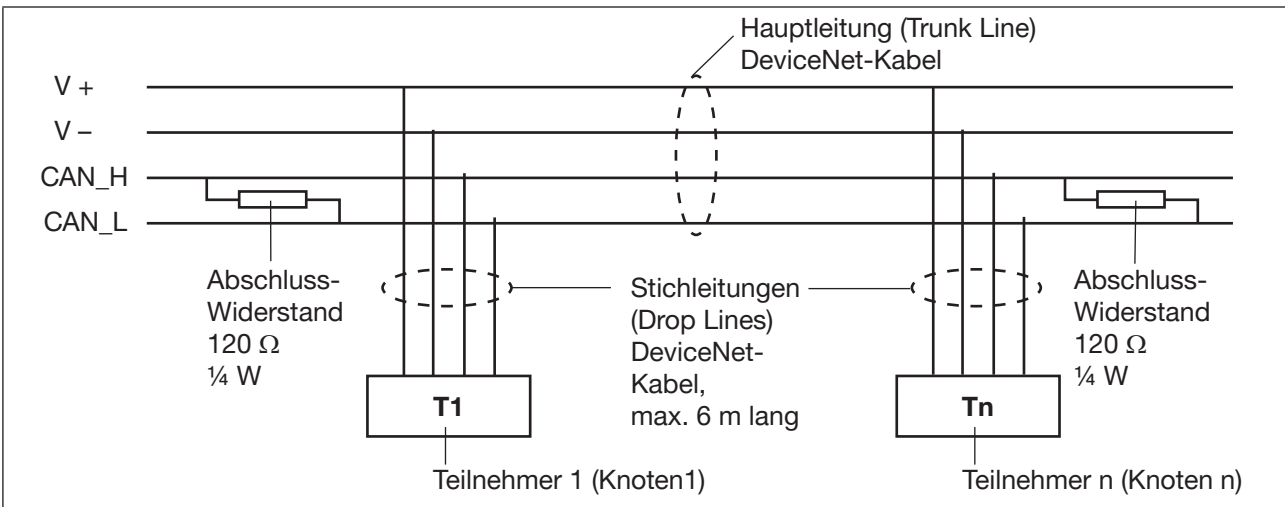 Hauptleitung (Trunk Line)
DeviceNet-Kabel
V +
V –
CAN_H
CAN_L
Abschluss-
Widerstand
120 Ω
¼ W
Stichleitungen
(Drop Lines)
DeviceNet-
Kabel,
max. 6 m lang
Abschluss-
Widerstand
120 Ω
¼ W
T1
Tn
Teilnehmer 1 (Knoten1)
Teilnehmer n (Knoten n)